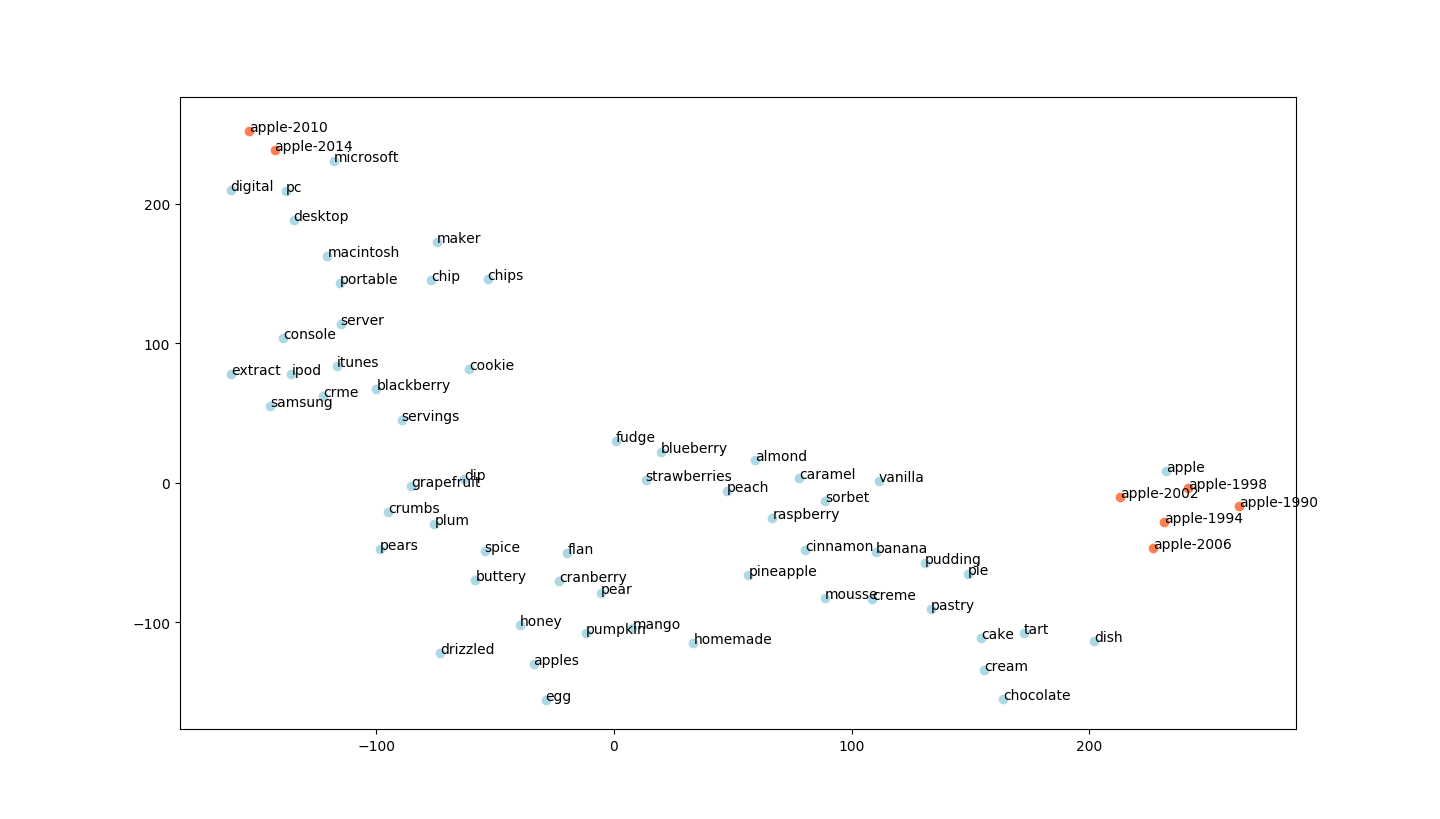 apple-2010
apple-2014
microsoft
digital
pc
desktop
maker
macintosh
portable
chip
chips
server
console
itunes
extract
ipod
cookie
crme
blackberry
samsung
servings
fudge
blueberry
almond
apple
dip
grapefruit
strawberries
peach
caramel
vanilla
apple-1998
apple-2002
sorbet
apple-1990
crumbs
plum
raspberry
apple-1994
pears
spice
flan
cinnamon
banana
apple-2006
pudding
pie
buttery
cranberry
pineapple
pear
mousse
creme
pastry
honey
pumpkin
mango
homemade
cake
tart
dish
drizzled
apples
cream
egg
chocolate
200
100
0
−100
−100
0
100
200